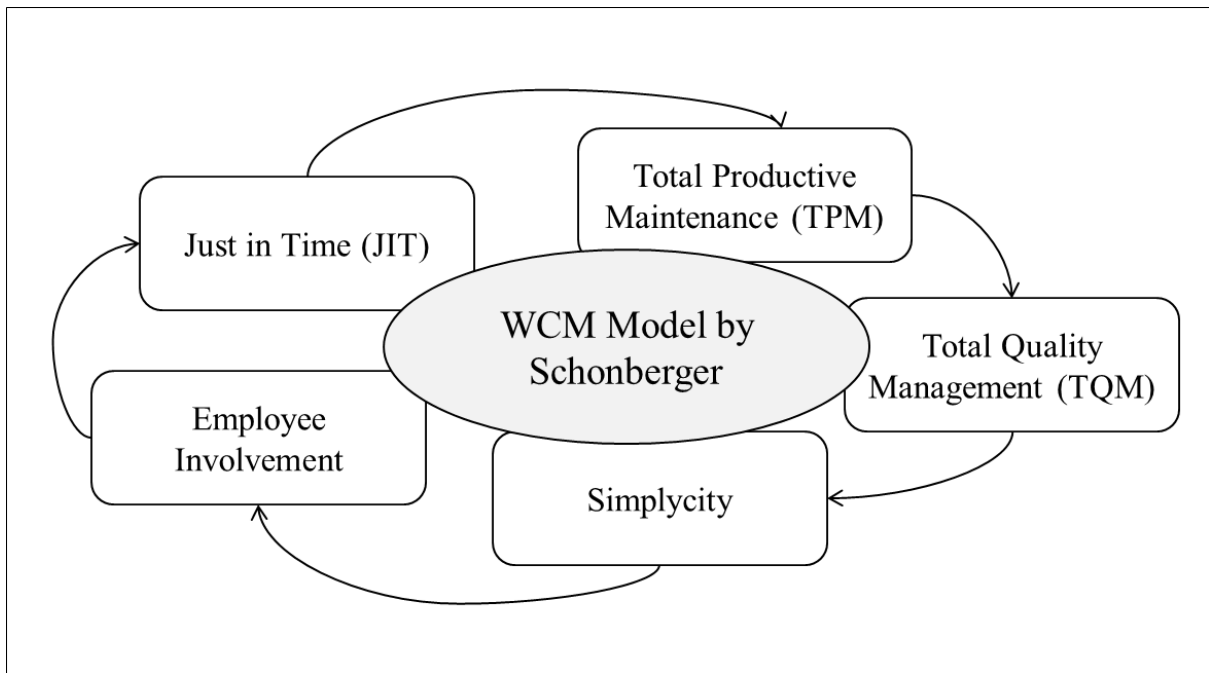 Total Productive
Maintenance (TPM)
Just in Time (JIT)
WCM Model by
Schonberger
Total Quality
Management (TQM)
Employee
Involvement
Simplycity